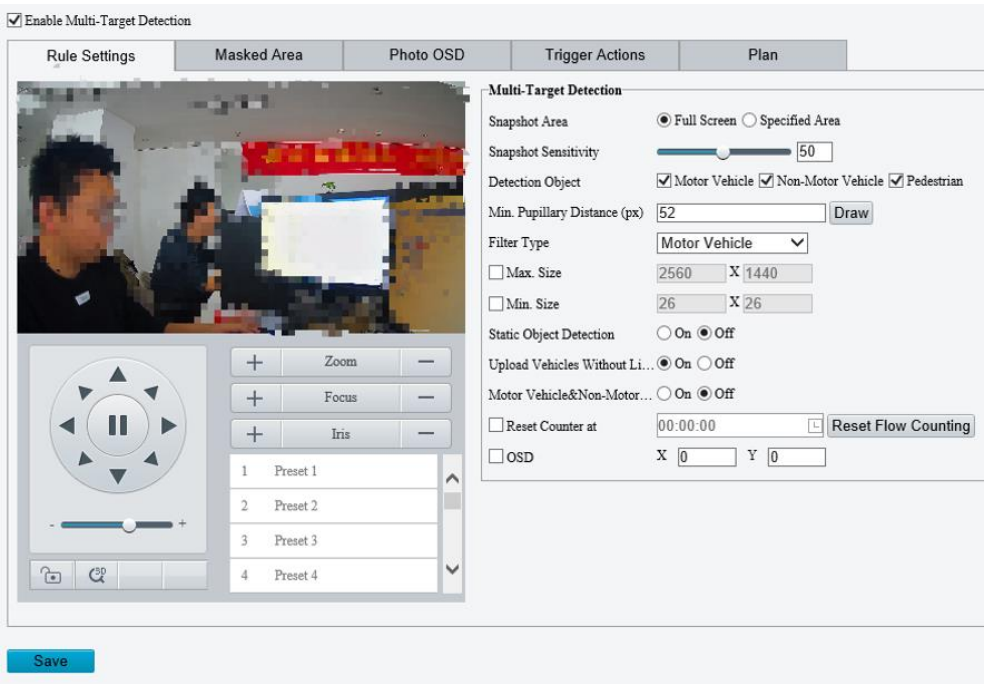 Enable Multi-Target Detection
Rule Settings Masked Area Photo OSD Trigger Actions Plan
Multi-Target Detection
Snapshot Area Full Screen Specified Area
Snapshot Sensitivity 50
Detection Object Motor Vehicle Non-Motor Vehicle Pedestrian
Min. Pupillary Distance (px) 52 Draw
Filter Type Motor Vehicle
Max. Size 2560 X 1440
Min. Size 26 X 26
Static Object Detection On Off
Upload Vehicles Without Li... On Off
Motor Vehicle&Non-Motor... On Off
Reset Counter at 00:00:00 Reset Flow Counting
OSD X 0 Y 0
+ Zoom −
+ Focus −
+ Iris −
1 Preset 1
2 Preset 2
3 Preset 3
4 Preset 4
- +
3D
Save